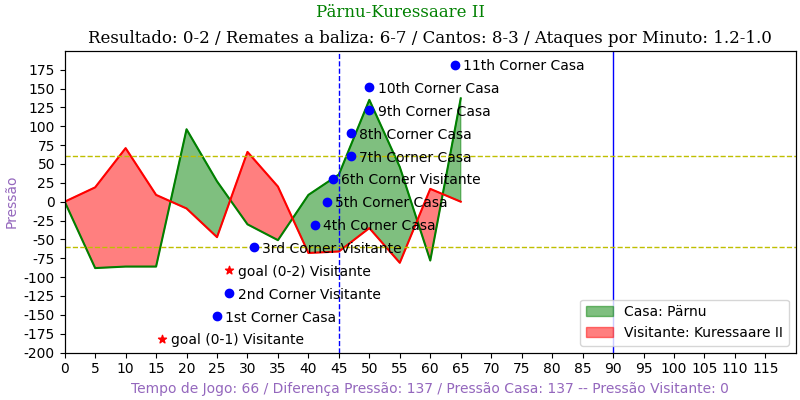 Pärnu-Kuressaare II
Resultado: 0-2 / Remates a baliza: 6-7 / Cantos: 8-3 / Ataques por Minuto: 1.2-1.0
175
150
125
100
75
50
25
0
-25
-50
-75
-100
-125
-150
-175
-200
Pressão
11th Corner Casa
10th Corner Casa
9th Corner Casa
8th Corner Casa
7th Corner Casa
6th Corner Visitante
5th Corner Casa
4th Corner Casa
3rd Corner Visitante
goal (0-2) Visitante
2nd Corner Visitante
1st Corner Casa
goal (0-1) Visitante
Casa: Pärnu
Visitante: Kuressaare II
0 5 10 15 20 25 30 35 40 45 50 55 60 65 70 75 80 85 90 95 100 105 110 115
Tempo de Jogo: 66 / Diferença Pressão: 137 / Pressão Casa: 137 -- Pressão Visitante: 0